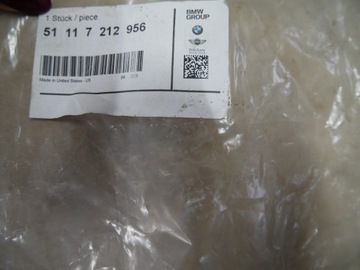 1 Stück / piece
51 11 7 212 956
Made in United States - US
BMW
GROUP